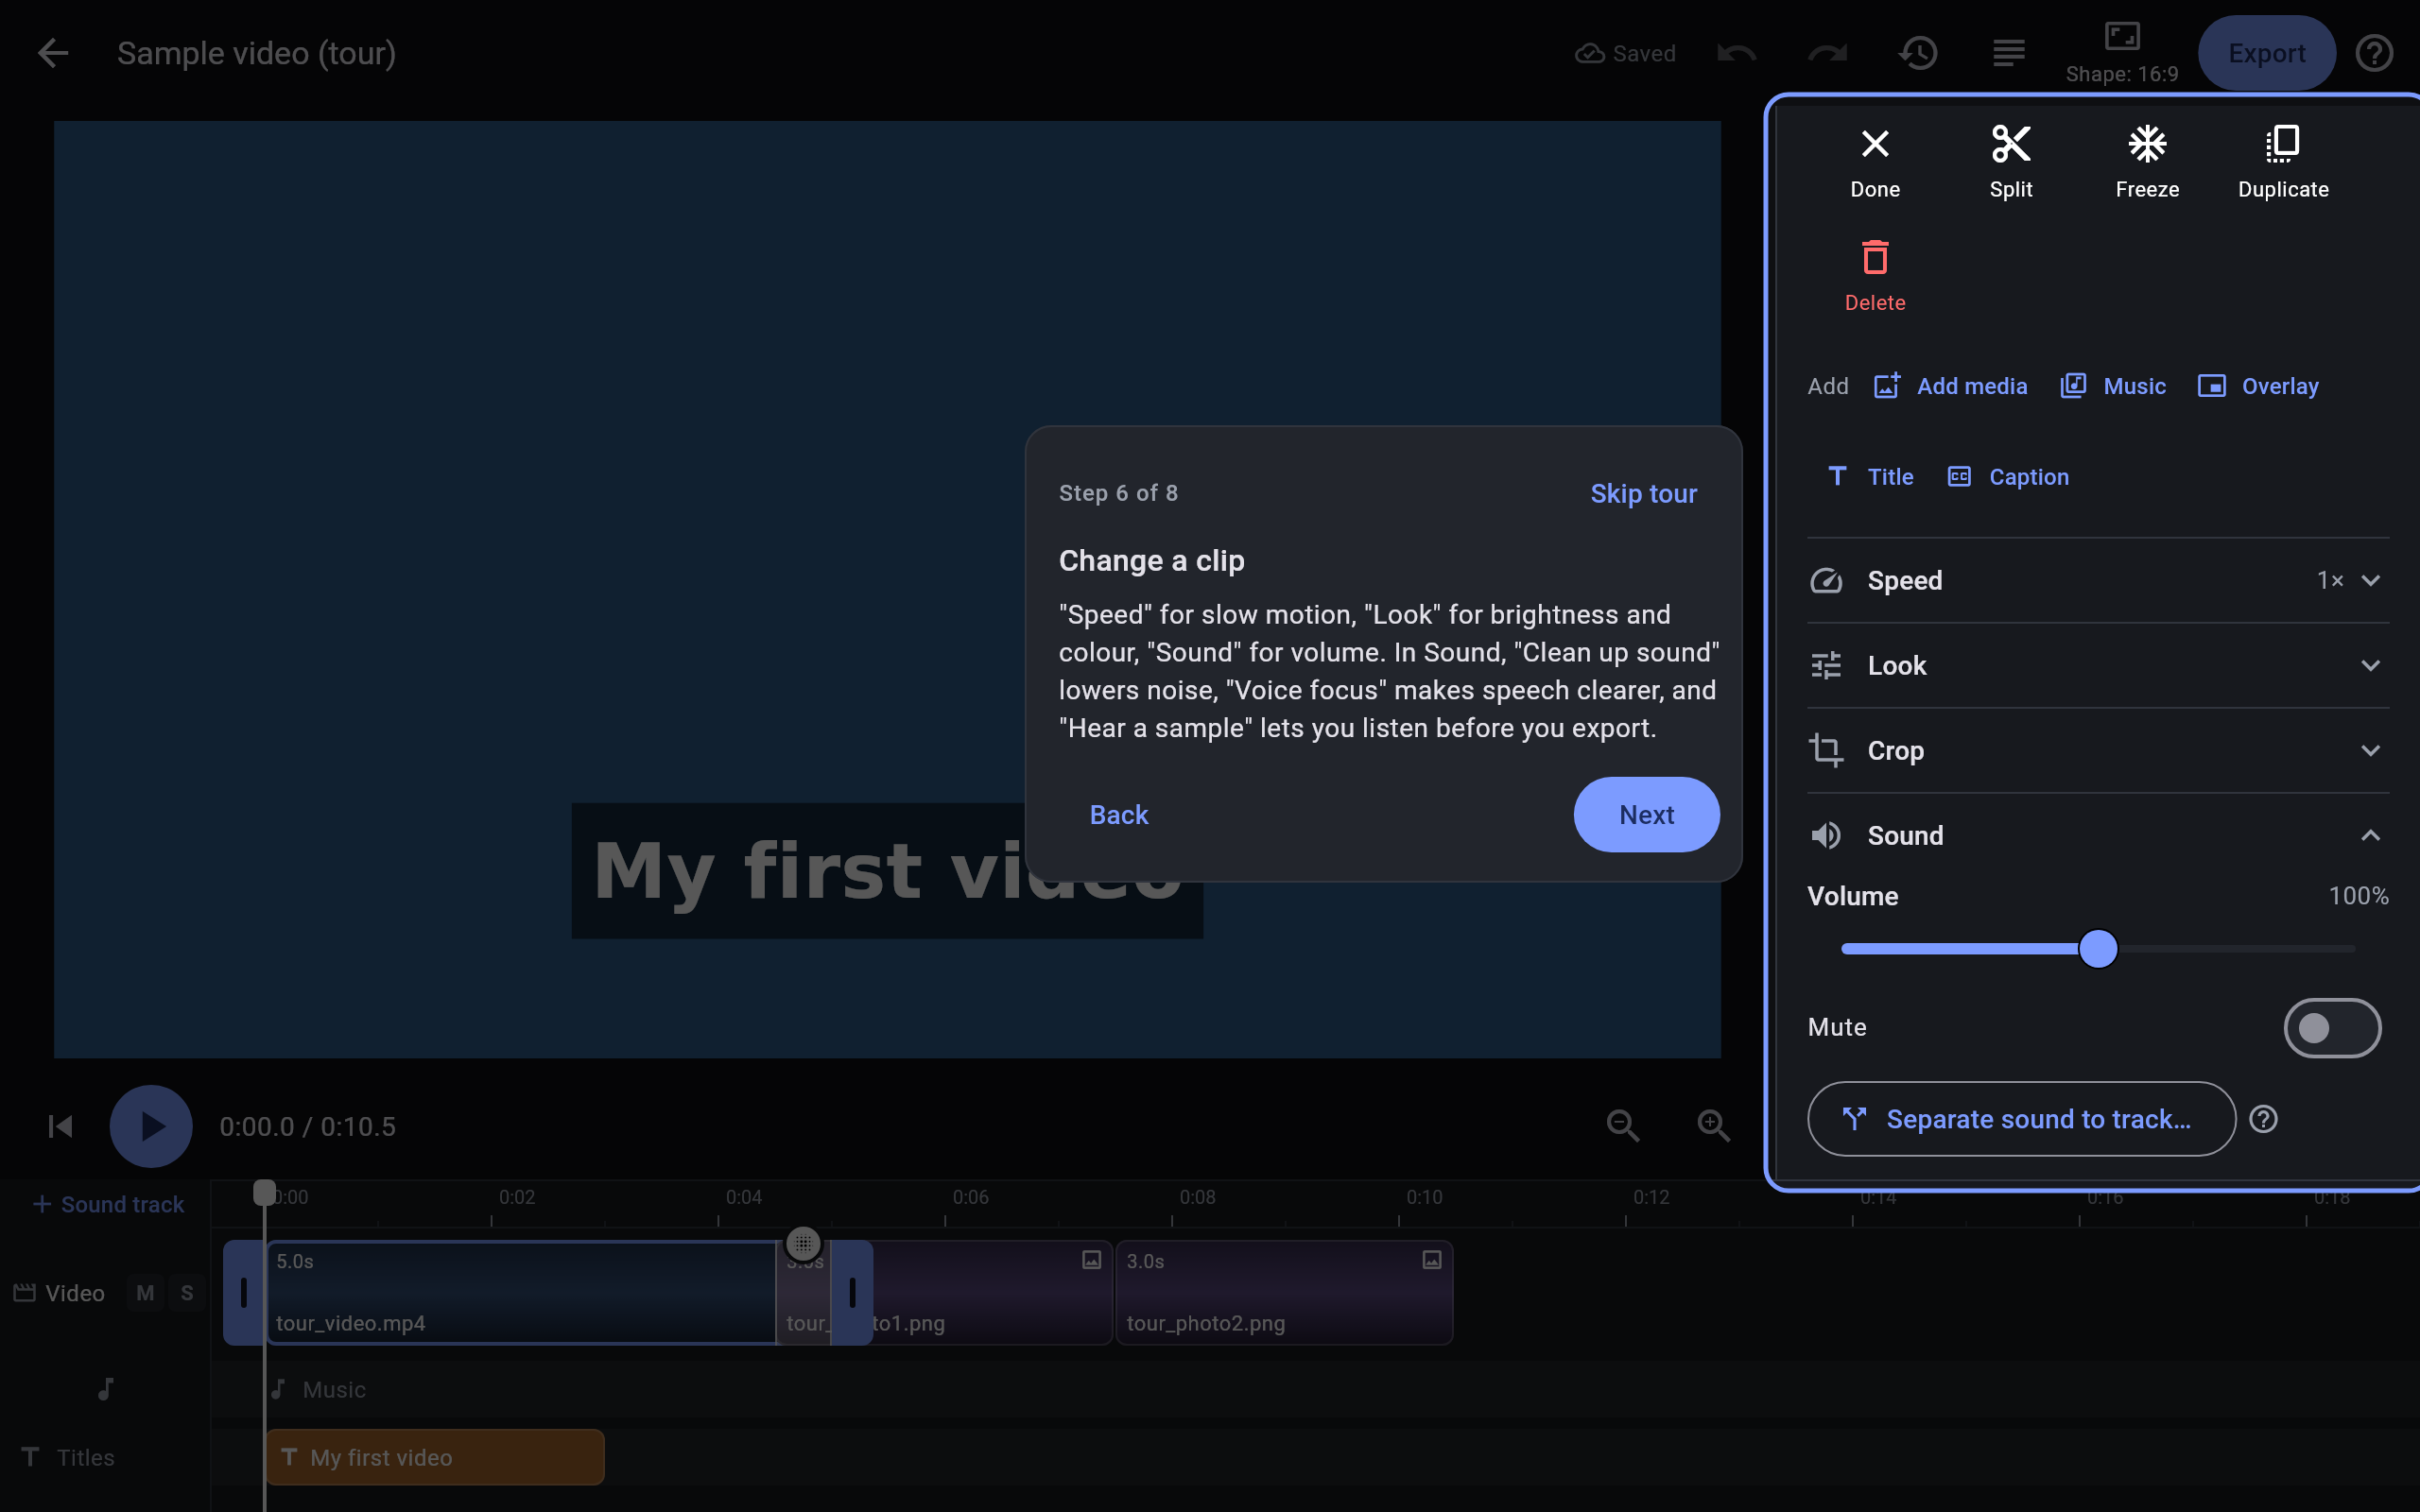 Sample video (tour)
Saved
Shape: 16:9
Export
Done
Split
Freeze
Duplicate
Delete
Add
Add media
Music
Overlay
Title
Caption
Step 6 of 8
Skip tour
Change a clip
"Speed" for slow motion, "Look" for brightness and
colour, "Sound" for volume. In Sound, "Clean up sound"
lowers noise, "Voice focus" makes speech clearer, and
"Hear a sample" lets you listen before you export.
Back
Next
My first video
Speed
1×
Look
Crop
Sound
Volume
100%
Mute
Separate sound to track...
0:00.0 / 0:10.5
Sound track
0:00
0:02
0:04
0:06
0:08
0:10
0:12
0:14
0:16
0:18
Video
M
S
5.0s
tour_video.mp4
3.0s
tour_
to1.png
3.0s
tour_photo2.png
Music
Titles
My first video